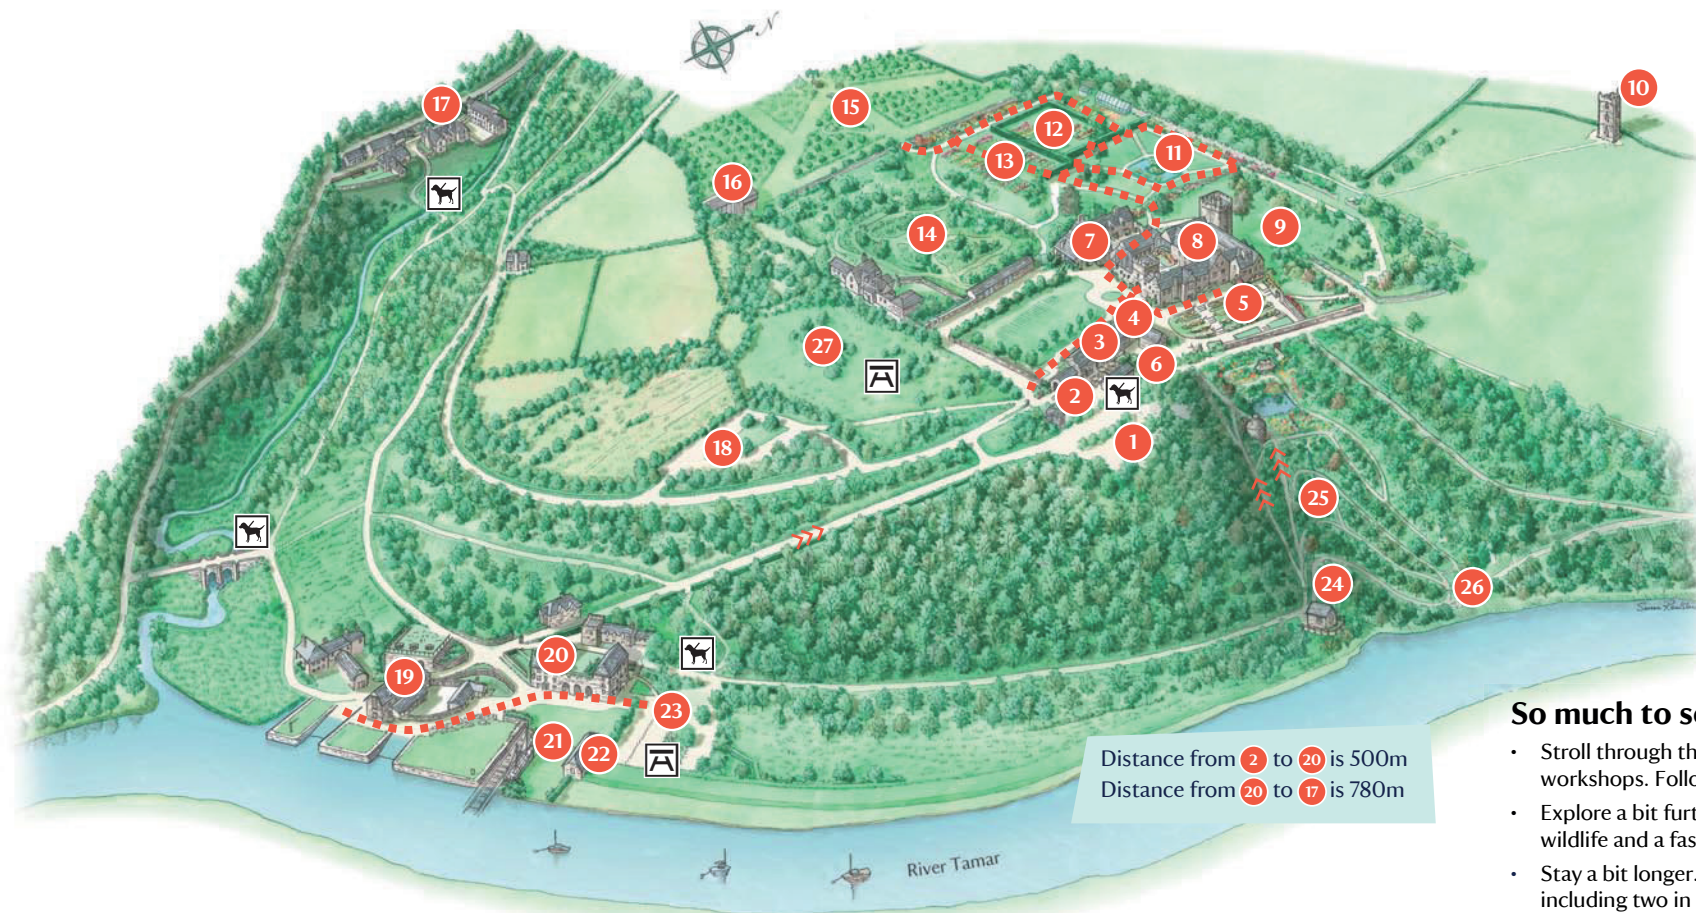 N
10
17
15
12
13
11
16
14
7
8
9
5
4
3
27
6
2
18
1
25
24
26
20
19
23
21
22
Distance from 2 to 20 is 500m
Distance from 20 to 17 is 780m
River Tamar
So much to s
Stroll through th
workshops. Follo
Explore a bit furt
wildlife and a fas
Stay a bit longer.
including two in